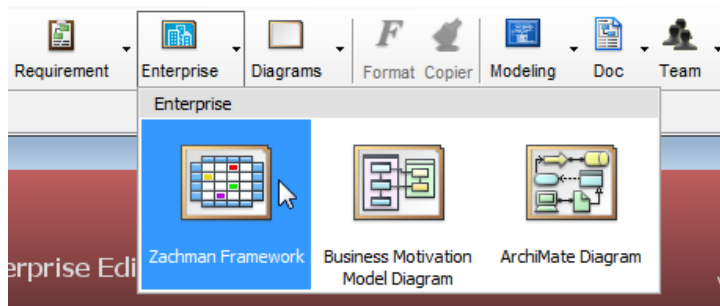 Requirement Enterprise Diagrams Format Copier Modeling Doc Team
Enterprise
Zachman Framework Business Motivation Model Diagram ArchiMate Diagram
erprise Edi